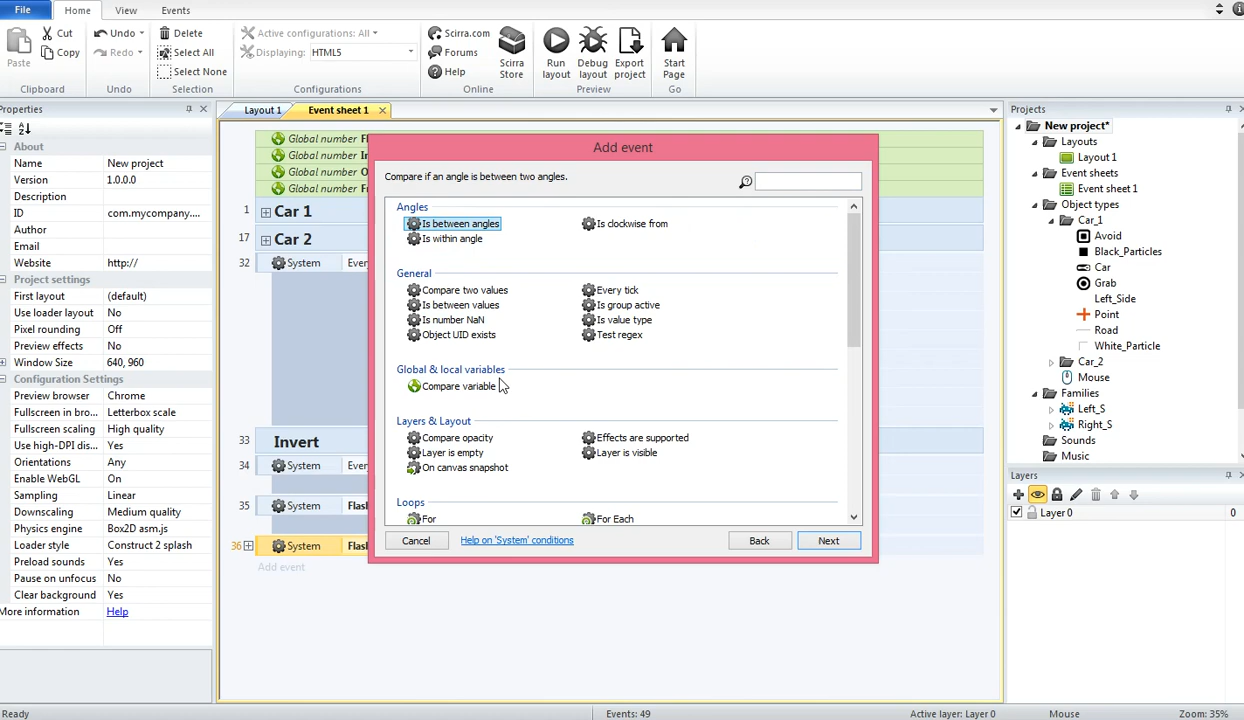 File Home View Events
Cut
Copy
Paste
Clipboard
Undo
Redo
Undo
Delete
Select All
Select None
Selection
Active configurations: All
Displaying: HTML5
Configurations
Scirra.com
Forums
Help
Scirra Store
Online
Run layout
Debug layout
Export project
Preview
Start Page
Go
Properties
About
Name New project
Version 1.0.0.0
Description
ID com.mycompany....
Author
Email
Website http://
Project settings
First layout (default)
Use loader layout No
Pixel rounding Off
Preview effects No
Window Size 640, 960
Configuration Settings
Preview browser Chrome
Fullscreen in bro... Letterbox scale
Fullscreen scaling High quality
Use high-DPI dis... Yes
Orientations Any
Enable WebGL On
Sampling Linear
Downscaling Medium quality
Physics engine Box2D asm.js
Loader style Construct 2 splash
Preload sounds Yes
Pause on unfocus No
Clear background Yes
More information Help
Layout 1 Event sheet 1
Global number F
Global number I
Global number O
Global number F
1 Car 1
17 Car 2
32 System Ever
33 Invert
34 System Ever
35 System Flas
36 System Flas
Add event
Add event
Compare if an angle is between two angles.
Angles
Is between angles Is clockwise from
Is within angle
General
Compare two values Every tick
Is between values Is group active
Is number NaN Is value type
Object UID exists Test regex
Global & local variables
Compare variable
Layers & Layout
Compare opacity Effects are supported
Layer is empty Layer is visible
On canvas snapshot
Loops
For For Each
Cancel Help on 'System' conditions Back Next
Projects
New project*
Layouts
Layout 1
Event sheets
Event sheet 1
Object types
Car_1
Avoid
Black_Particles
Car
Grab
Left_Side
Point
Road
White_Particle
Car_2
Mouse
Families
Left_S
Right_S
Sounds
Music
Layers
Layer 0 0
Ready Events: 49 Active layer: Layer 0 Mouse Zoom: 35%